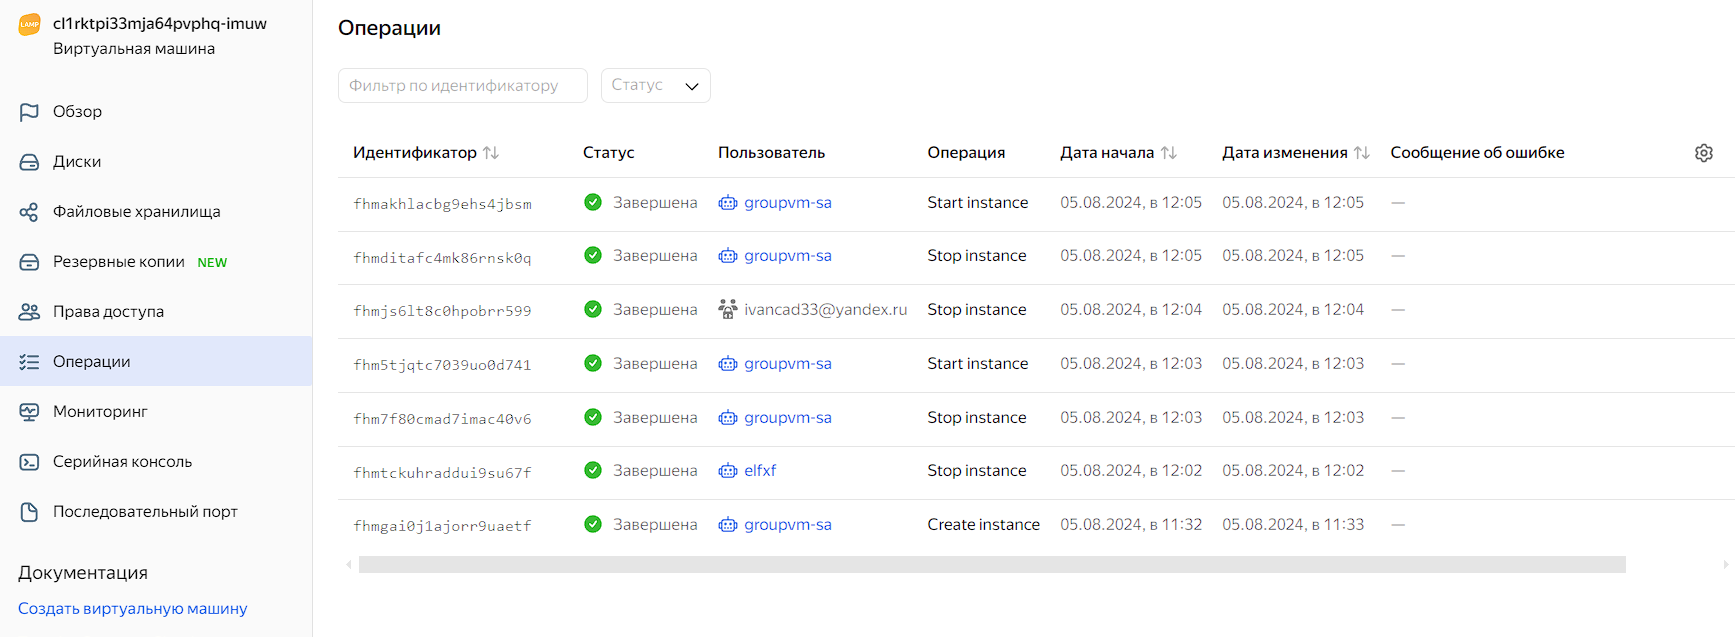 LAMP
cl1rktpi33mja64pvphq-imuw
Виртуальная машина
Обзор
Диски
Файловые хранилища
Резервные копии NEW
Права доступа
Операции
Мониторинг
Серийная консоль
Последовательный порт
Документация
Создать виртуальную машину
Операции
Фильтр по идентификатору Статус
Идентификатор Статус Пользователь Операция Дата начала Дата изменения Сообщение об ошибке
fhmakhlacbg9ehs4jbsm Завершена groupvm-sa Start instance 05.08.2024, в 12:05 05.08.2024, в 12:05 —
fhmditafc4mk86rnsk0q Завершена groupvm-sa Stop instance 05.08.2024, в 12:05 05.08.2024, в 12:05 —
fhmjs6lt8c0hpobrr599 Завершена ivancad33@yandex.ru Stop instance 05.08.2024, в 12:04 05.08.2024, в 12:04 —
fhm5tjqtc7039uo0d741 Завершена groupvm-sa Start instance 05.08.2024, в 12:03 05.08.2024, в 12:03 —
fhm7f80cmad7imac40v6 Завершена groupvm-sa Stop instance 05.08.2024, в 12:03 05.08.2024, в 12:03 —
fhmtckuhraddui9su67f Завершена elfxf Stop instance 05.08.2024, в 12:02 05.08.2024, в 12:02 —
fhmgai0j1ajorr9uaetf Завершена groupvm-sa Create instance 05.08.2024, в 11:32 05.08.2024, в 11:33 —